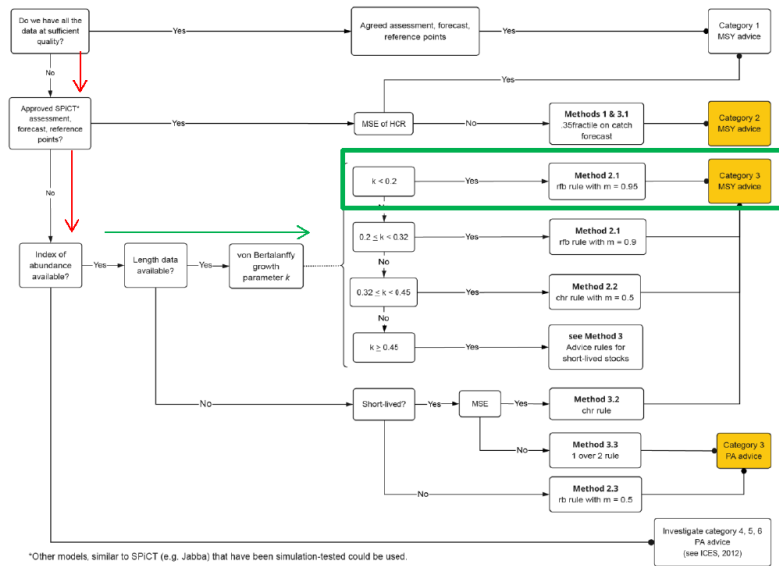 Do we have all the
data at sufficient
quality?
Yes
Agreed assessment, forecast,
reference points
Category 1
MSY advice
No
Yes
Approved SPiCT*
assessment,
forecast, reference
points?
Yes
MSE of HCR
No
Methods 1 & 3.1
.35fractile on catch
forecast
Category 2
MSY advice
No
k < 0.2
Yes
Method 2.1
rfb rule with m = 0.95
Category 3
MSY advice
No
0.2 ≤ k < 0.32
Yes
Method 2.1
rfb rule with m = 0.9
Index of
abundance
available?
Yes
Length data
available?
Yes
von Bertalanffy
growth
parameter k
No
0.32 ≤ k < 0.45
Yes
Method 2.2
chr rule with m = 0.5
No
k ≥ 0.45
Yes
see Method 3
Advice rules for
short-lived stocks
No
Short-lived?
Yes
MSE
Yes
Method 3.2
chr rule
No
Method 3.3
1 over 2 rule
Category 3
PA advice
No
Method 2.3
rb rule with m = 0.5
Investigate category 4, 5, 6
PA advice
(see ICES, 2012)
*Other models, similar to SPiCT (e.g. Jabba) that have been simulation-tested could be used.